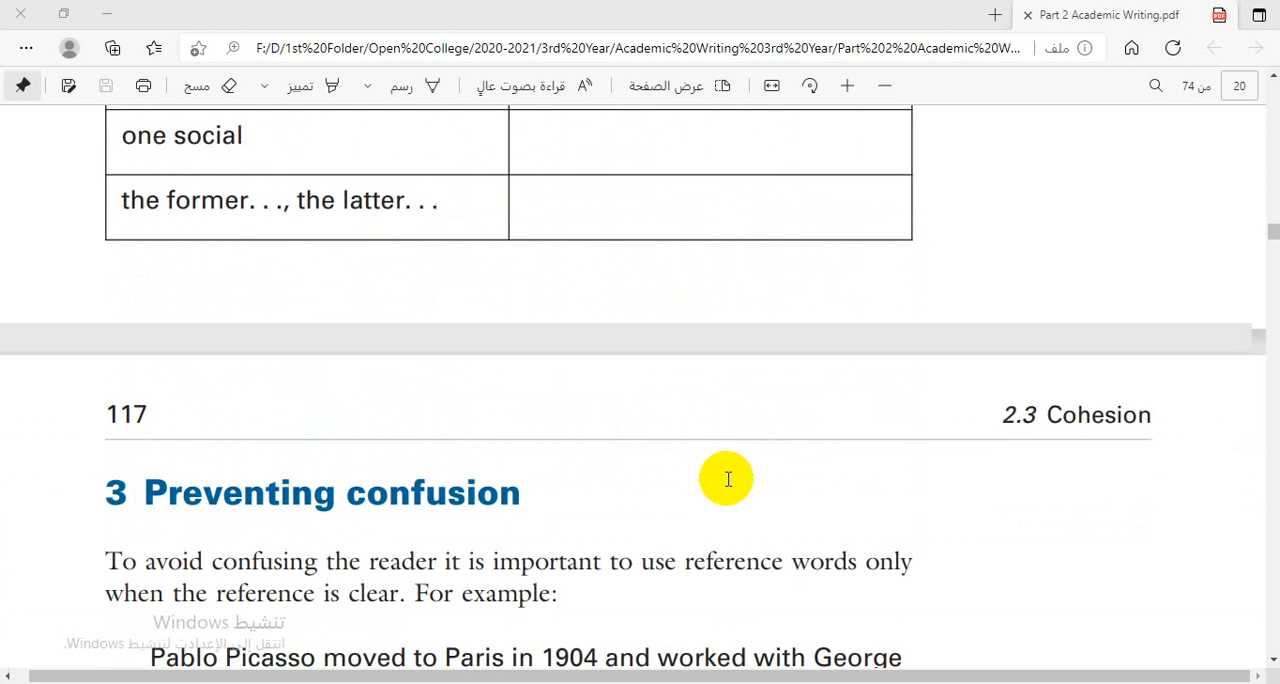 Part 2 Academic Writing.pdf
F:/D/1st%20Folder/Open%20College/2020-2021/3rd%20Year/Academic%20Writing%203rd%20Year/Part%202%20Academic%20W...
ملف
مسح
تمييز
رسم
قراءة بصوت عالٍ
عرض الصفحة
من 74
20
one social
the former. . ., the latter. . .
117
2.3 Cohesion
3 Preventing confusion
To avoid confusing the reader it is important to use reference words only
when the reference is clear. For example:
تنشيط Windows
انتقل إلى الإعدادت لتنشيط Windows.
Pablo Picasso moved to Paris in 1904 and worked with George